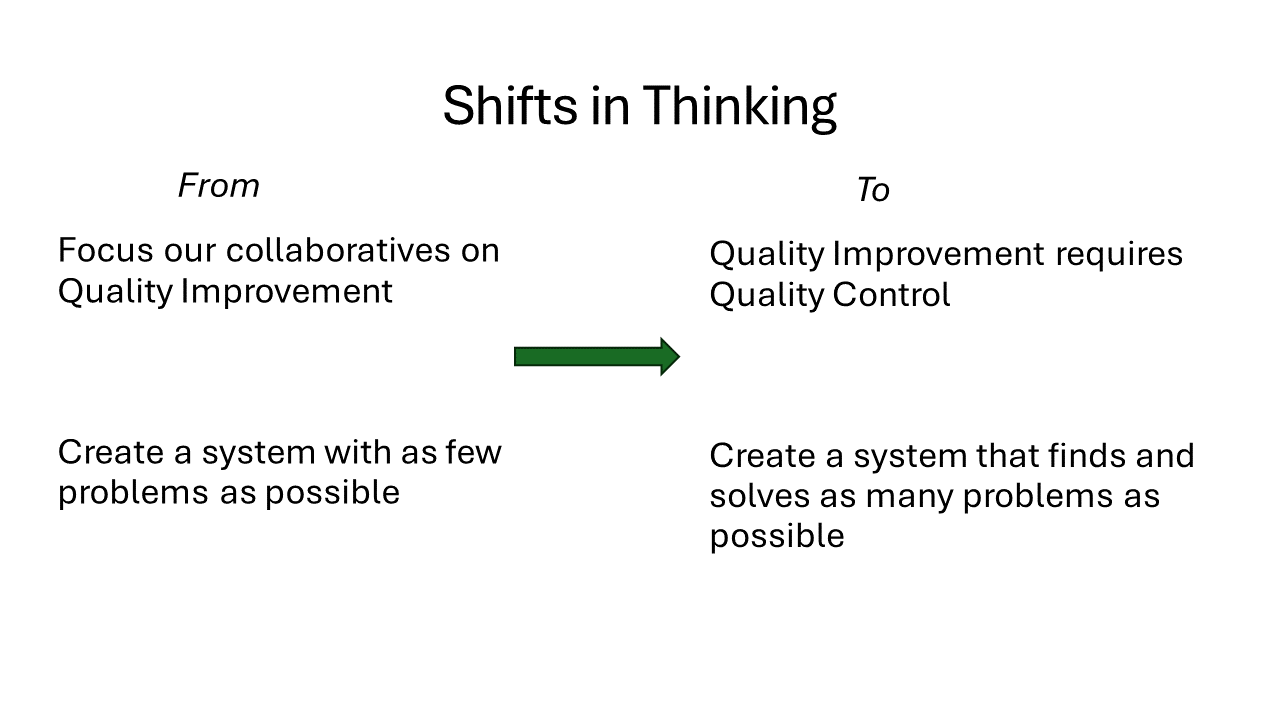 Shifts in Thinking
From
To
Focus our collaboratives on
Quality Improvement
Quality Improvement requires
Quality Control
Create a system with as few
problems as possible
Create a system that finds and
solves as many problems as
possible